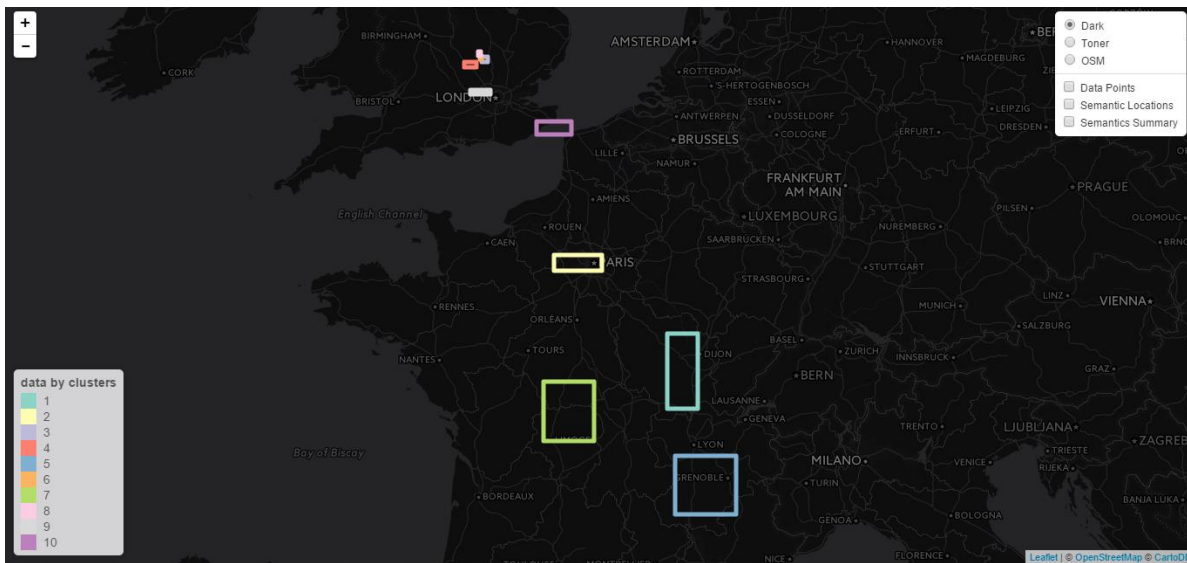 +
−
BIRMINGHAM
CORK
BRISTOL
LONDON
AMSTERDAM
HANNOVER
MAGDEBURG
ROTTERDAM
'S-HERTOGENBOSCH
ESSEN
ANTWERPEN
DUSSELDORF
BRUSSELS
COLOGNE
ERFURT
LEIPZIG
DRESDEN
LILLE
NAMUR
FRANKFURT
AM MAIN
PRAGUE
AMIENS
LUXEMBOURG
PILSEN
English Channel
ROUEN
NUREMBERG
OLOMOUC
CAEN
SAARBRÜCKEN
PARIS
STUTTGART
STRASBOURG
LINZ
VIENNA
RENNES
MUNICH
ORLÉANS
SALZBURG
BASEL
TOURS
DIJON
ZURICH
INNSBRUCK
NANTES
BERN
GRAZ
LAUSANNE
GENEVA
TRENTO
LJUBLJANA
LYON
ZAGREB
TRIESTE
Bay of Biscay
MILANO
VENICE
RIJEKA
GRENOBLE
TURIN
BORDEAUX
BANJA LUKA
GENOA
BOLOGNA
FLORENCE
NICE
Dark
Toner
OSM
Data Points
Semantic Locations
Semantics Summary
data by clusters
1
2
3
4
5
6
7
8
9
10
Leaflet | © OpenStreetMap © CartoD